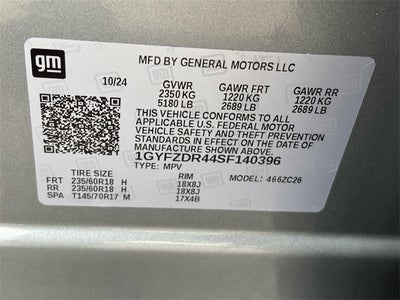 gm
MFD BY GENERAL MOTORS LLC
10/24 GVWR GAWR FRT GAWR RR
2350 KG 1220 KG 1220 KG
5180 LB 2689 LB 2689 LB
THIS VEHICLE CONFORMS TO ALL
APPLICABLE U.S. FEDERAL MOTOR
VEHICLE SAFETY AND THEFT PREVENTION
STANDARDS IN EFFECT ON THE DATE OF
MANUFACTURE SHOWN ABOVE.
1GYFZDR44SF140396
TYPE: MPV
TIRE SIZE RIM MODEL: 466ZC26
FRT 235/60R18 H 18X8J
RR 235/60R18 H 18X8J
SPA T145/70R17 M 17X4B